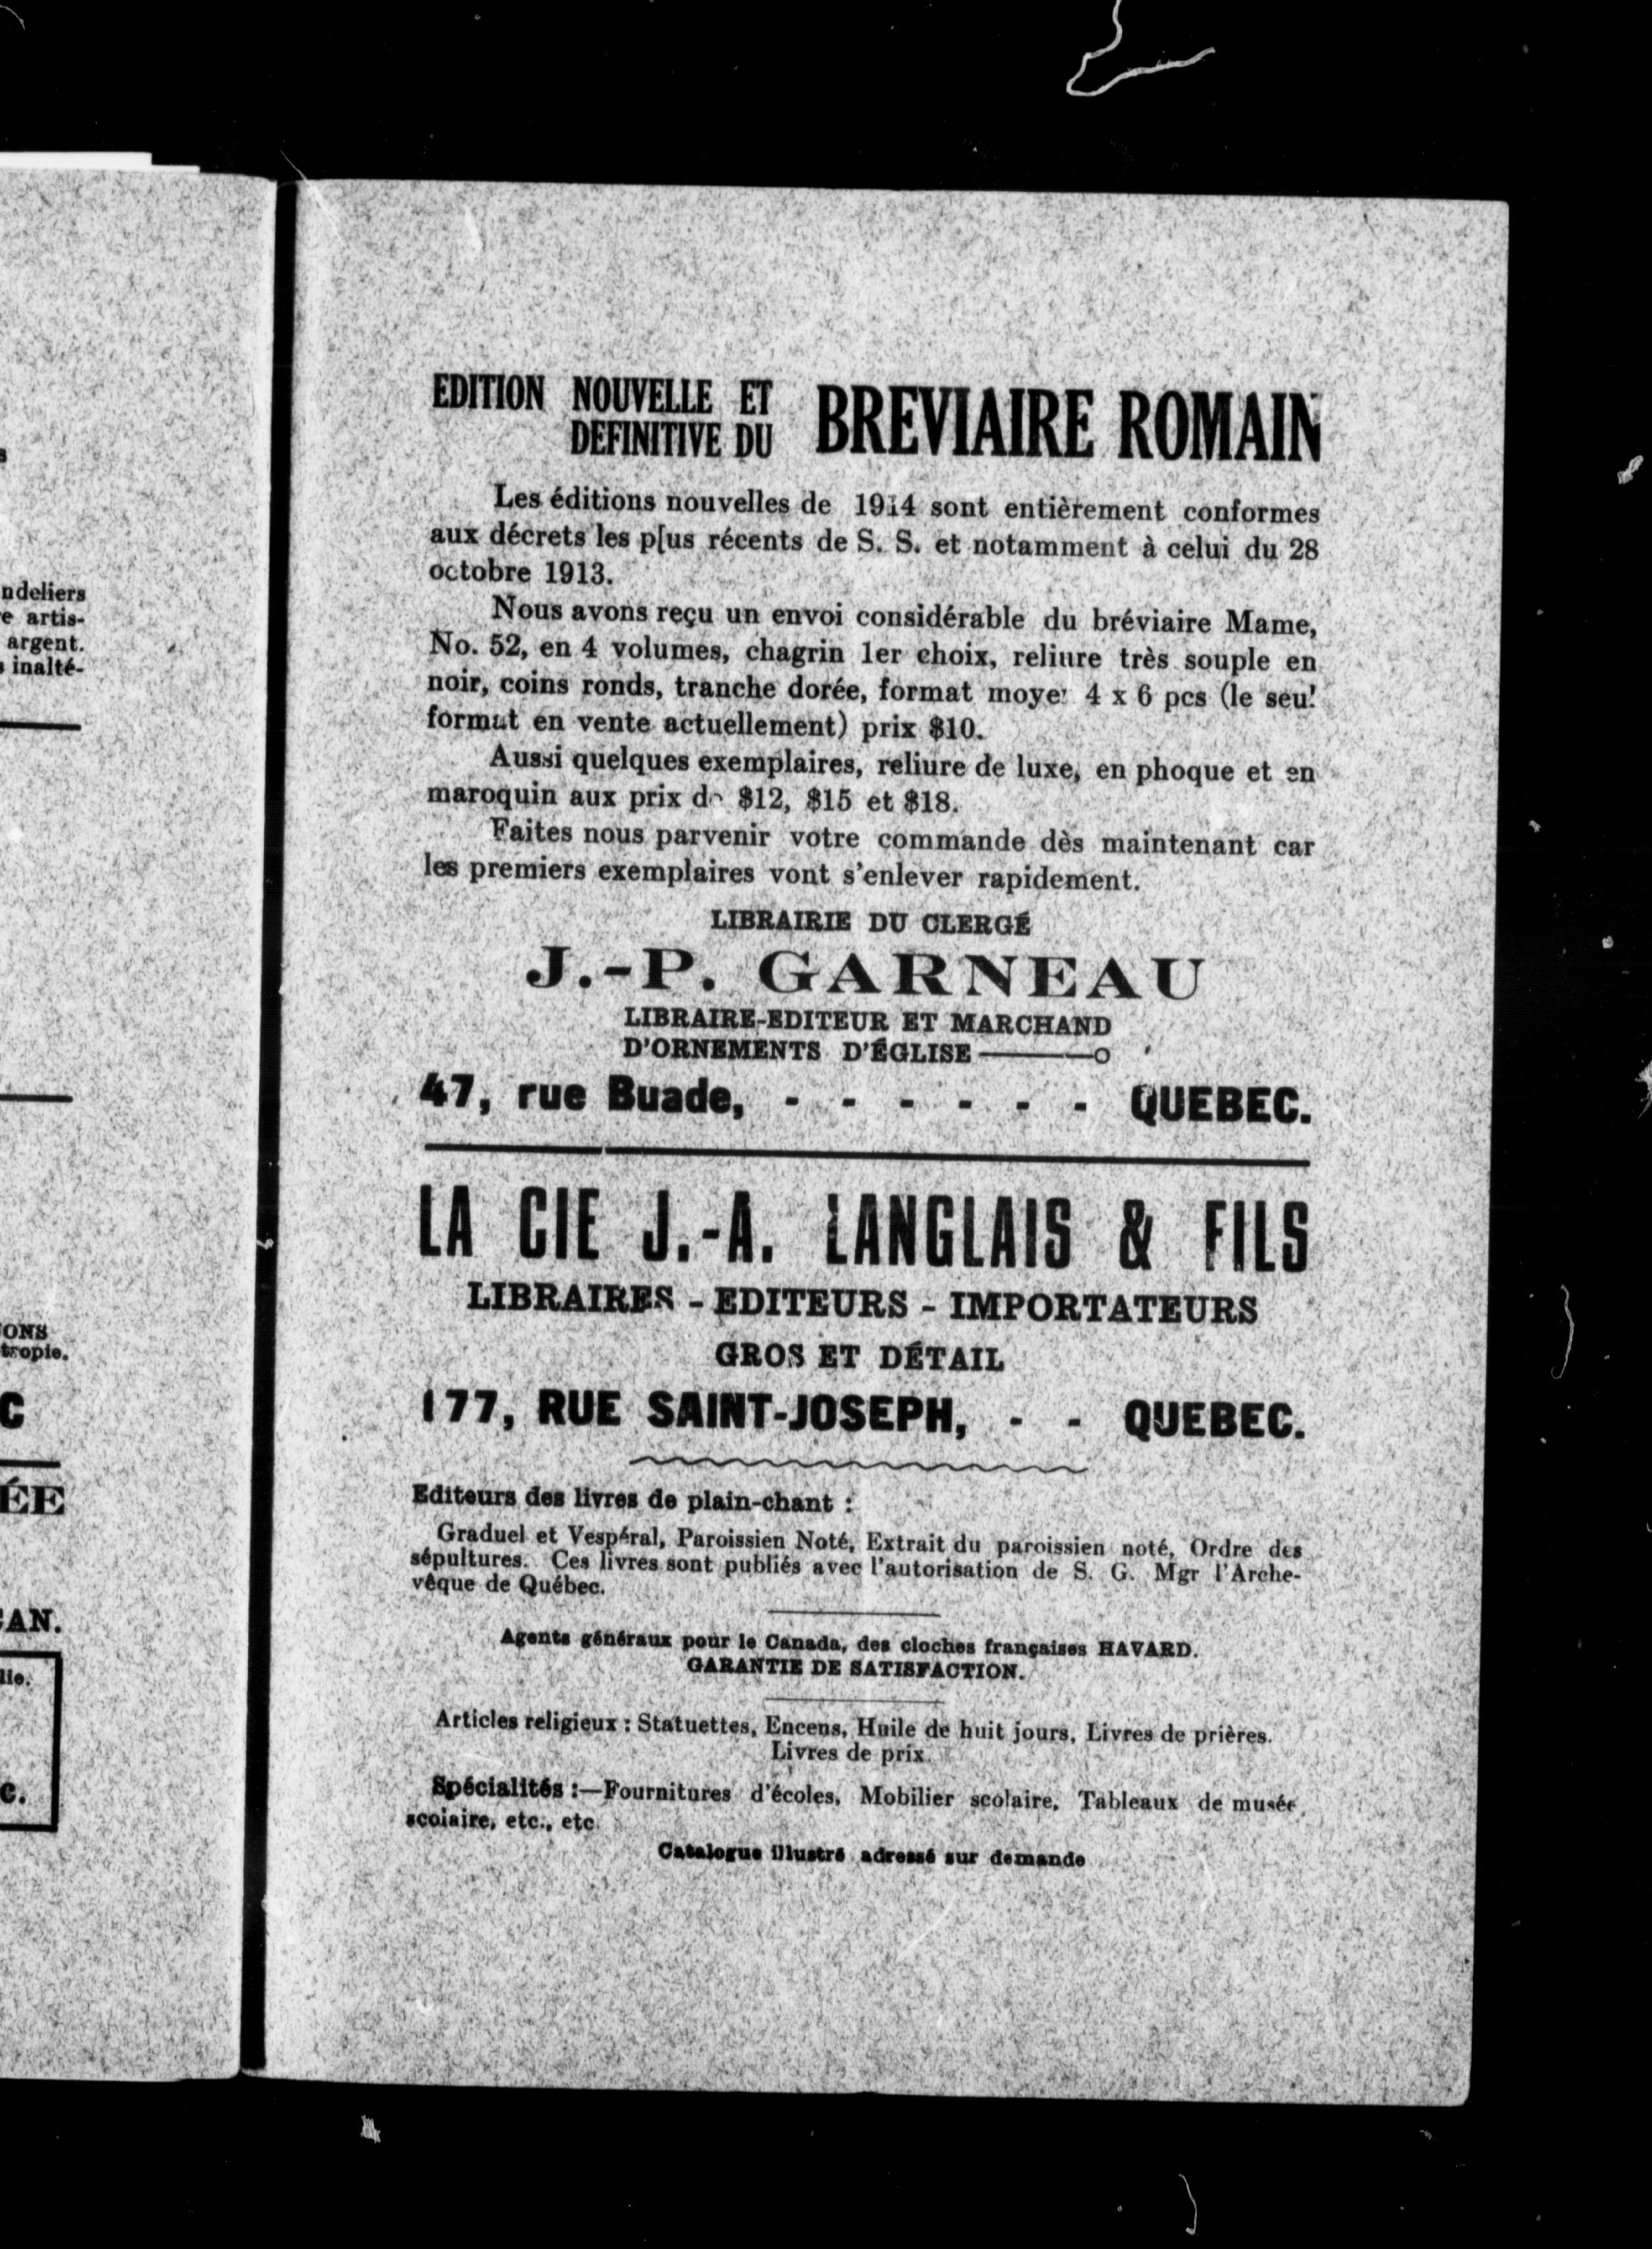 ndeliers
e artis-
argent.
inalté-
ONS
tropie.
C
ÉE
AN.
lie.
C.
EDITION NOUVELLE ET
DEFINITIVE DU BREVIAIRE ROMAIN
Les éditions nouvelles de 1914 sont entièrement conformes
aux décrets les plus récents de S. S. et notamment à celui du 28
octobre 1913.
Nous avons reçu un envoi considérable du bréviaire Mame,
No. 52, en 4 volumes, chagrin 1er choix, reliure très souple en
noir, coins ronds, tranche dorée, format moyen 4 x 6 pcs (le seul
format en vente actuellement) prix $10.
Aussi quelques exemplaires, reliure de luxe, en phoque et en
maroquin aux prix de $12, $15 et $18.
Faites nous parvenir votre commande dès maintenant car
les premiers exemplaires vont s'enlever rapidement.
LIBRAIRIE DU CLERGÉ
J.-P. GARNEAU
LIBRAIRE-EDITEUR ET MARCHAND
D'ORNEMENTS D'ÉGLISE
47, rue Buade, - - - - - - QUEBEC.
LA CIE J.-A. LANGLAIS & FILS
LIBRAIRES - EDITEURS - IMPORTATEURS
GROS ET DÉTAIL
177, RUE SAINT-JOSEPH, - - QUEBEC.
Editeurs des livres de plain-chant :
Graduel et Vespéral, Paroissien Noté, Extrait du paroissien noté, Ordre des
sépultures. Ces livres sont publiés avec l'autorisation de S. G. Mgr l'Arche-
vêque de Québec.
Agents généraux pour le Canada, des cloches françaises HAVARD.
GARANTIE DE SATISFACTION.
Articles religieux : Statuettes, Encens, Huile de huit jours, Livres de prières.
Livres de prix.
Spécialités :—Fournitures d'écoles, Mobilier scolaire, Tableaux de musée
scolaire, etc., etc.
Catalogue illustré adressé sur demande